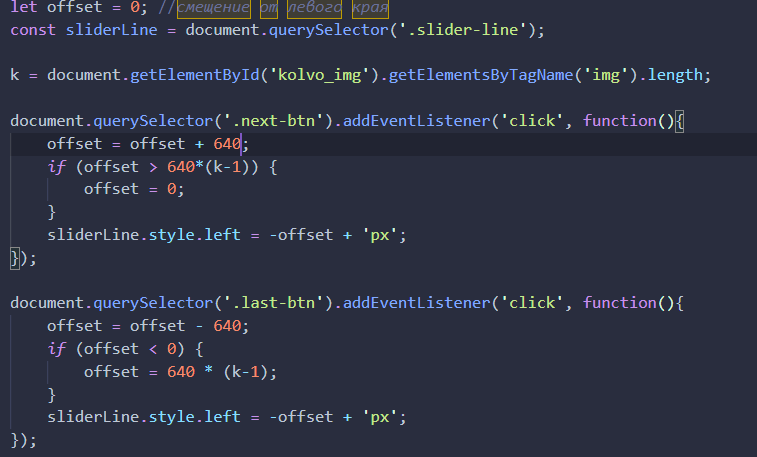 let offset = 0; //смещение от левого края
const sliderLine = document.querySelector('.slider-line');
k = document.getElementById('kolvo_img').getElementsByTagName('img').length;
document.querySelector('.next-btn').addEventListener('click', function(){
offset = offset + 640;
if (offset > 640*(k-1)) {
offset = 0;
}
sliderLine.style.left = -offset + 'px';
});
document.querySelector('.last-btn').addEventListener('click', function(){
offset = offset - 640;
if (offset < 0) {
offset = 640 * (k-1);
}
sliderLine.style.left = -offset + 'px';
});